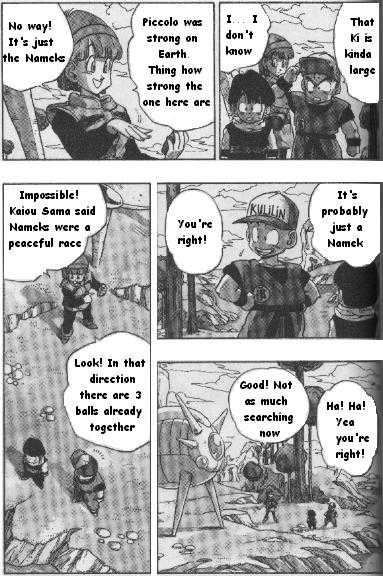 That
Ki is
kinda
large
I... I
don't
know
Piccolo was
strong on
Earth.
Thing how
strong the
one here are
No way!
It's just
the Nameks
It's
probably
just a
Namek
KULILIN
You're
right!
Ha! Ha!
Yea
you're
right!
Good! Not
as much
searching
now
Impossible!
Kaiou Sama said
Nameks were a
peaceful race
Look! In that
direction
there are 3
balls already
together